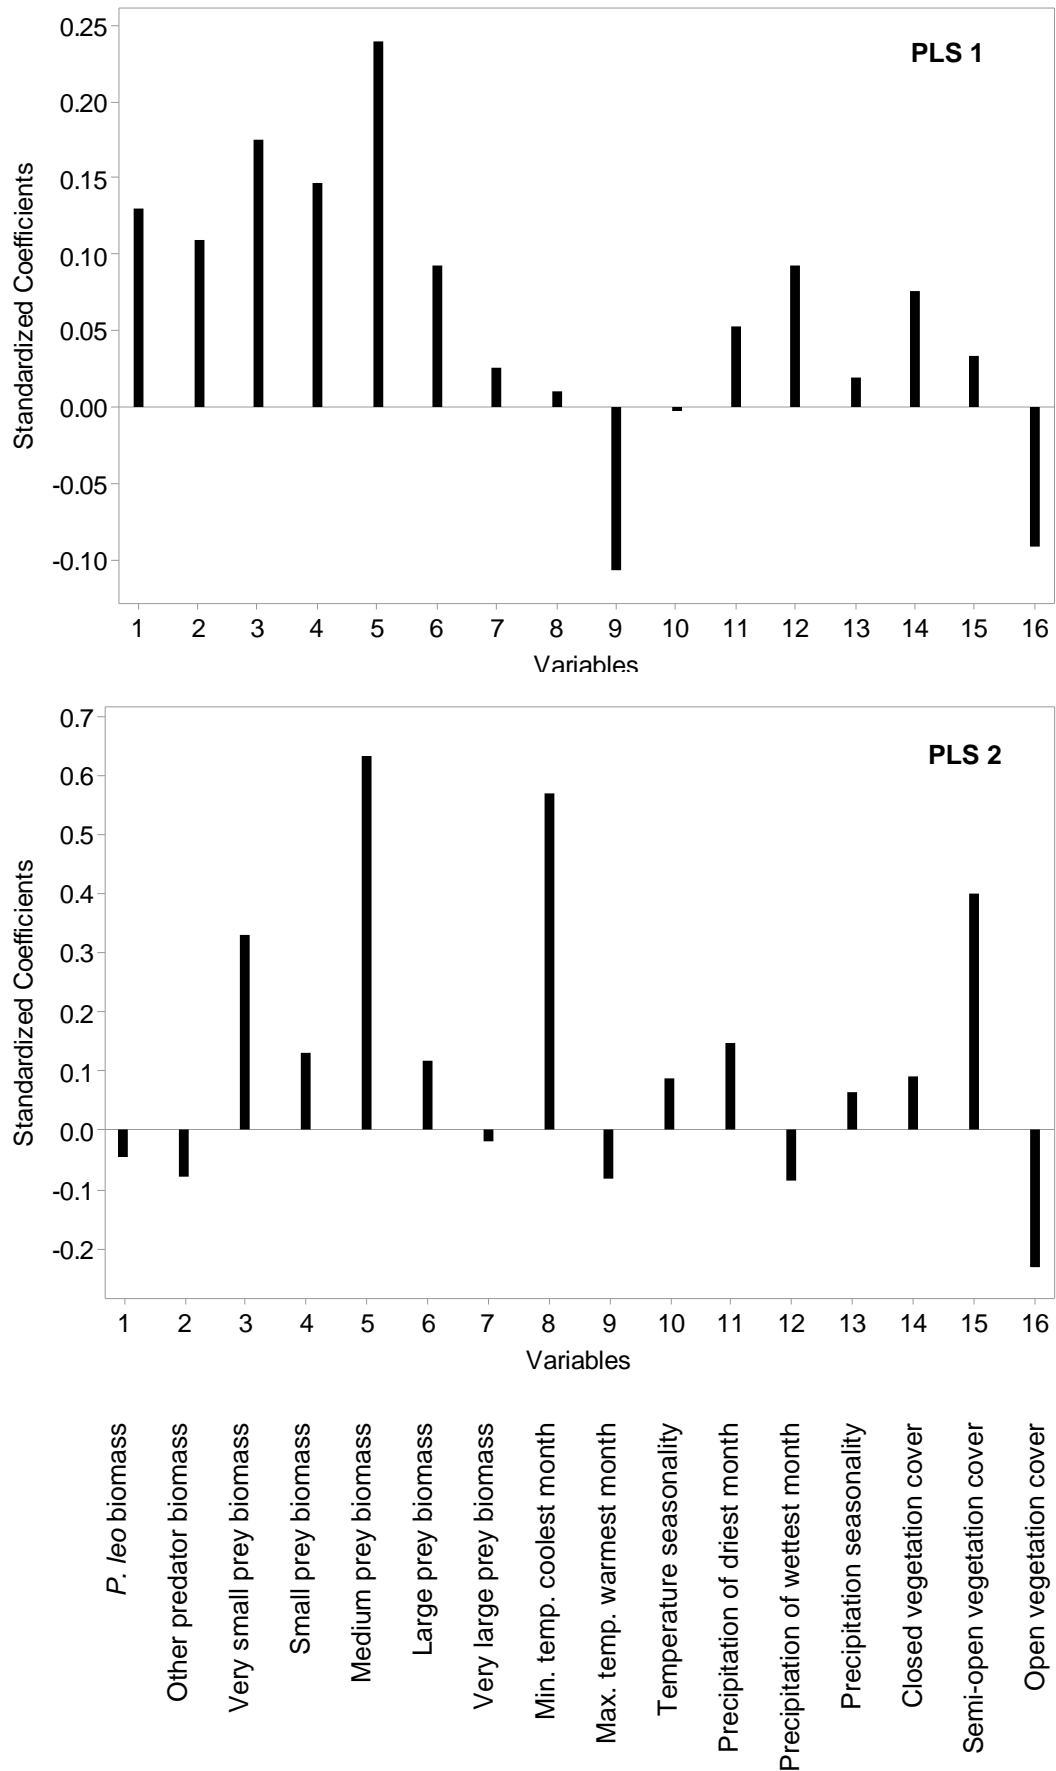 PLS 1
Standardized Coefficients
0.25
0.20
0.15
0.10
0.05
0.00
-0.05
-0.10
1 2 3 4 5 6 7 8 9 10 11 12 13 14 15 16
Variables
PLS 2
Standardized Coefficients
0.7
0.6
0.5
0.4
0.3
0.2
0.1
0.0
-0.1
-0.2
1 2 3 4 5 6 7 8 9 10 11 12 13 14 15 16
Variables
P. leo biomass
Other predator biomass
Very small prey biomass
Small prey biomass
Medium prey biomass
Large prey biomass
Very large prey biomass
Min. temp. coolest month
Max. temp. warmest month
Temperature seasonality
Precipitation of driest month
Precipitation of wettest month
Precipitation seasonality
Closed vegetation cover
Semi-open vegetation cover
Open vegetation cover